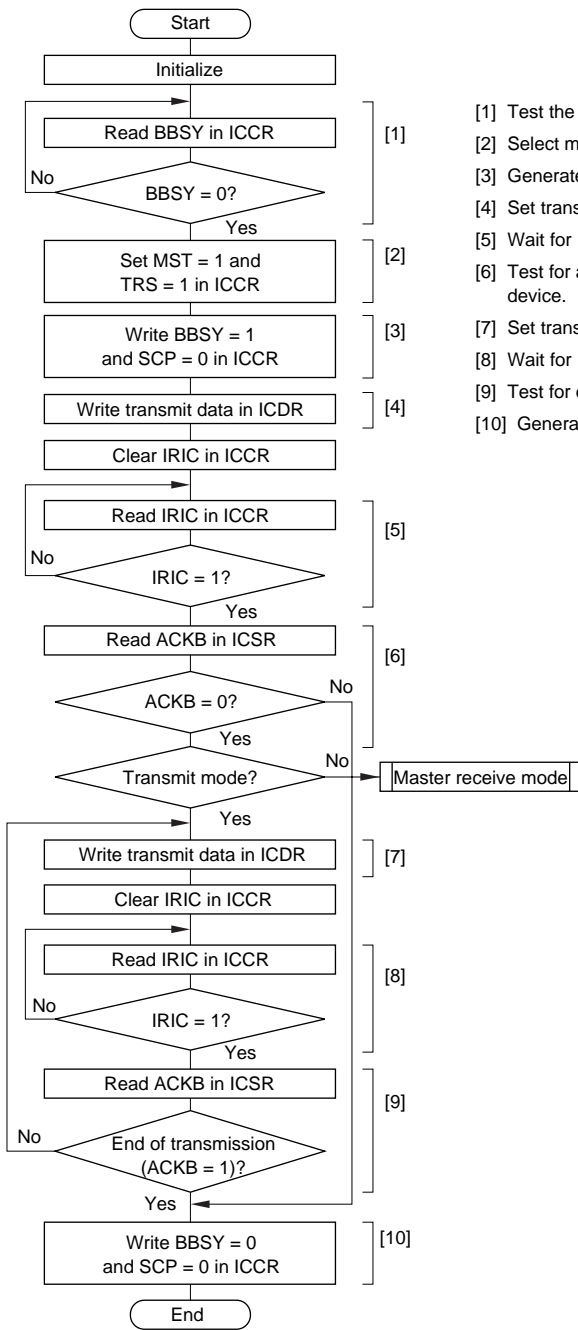 Start
Initialize
Read BBSY in ICCR
[1]
No
BBSY = 0?
Yes
Set MST = 1 and
TRS = 1 in ICCR
[2]
Write BBSY = 1
and SCP = 0 in ICCR
[3]
Write transmit data in ICDR
[4]
Clear IRIC in ICCR
Read IRIC in ICCR
[5]
No
IRIC = 1?
Yes
Read ACKB in ICSR
[6]
No
ACKB = 0?
Yes
No
Transmit mode?
Master receive mode
Yes
Write transmit data in ICDR
[7]
Clear IRIC in ICCR
Read IRIC in ICCR
[8]
No
IRIC = 1?
Yes
Read ACKB in ICSR
[9]
No
End of transmission
(ACKB = 1)?
Yes
Write BBSY = 0
and SCP = 0 in ICCR
[10]
End
[1] Test the
[2] Select
[3]
[4] Set
[5] Wait for
[6] Test for
device.
[7] Set
[8] Wait for
[9] Test for
[10]